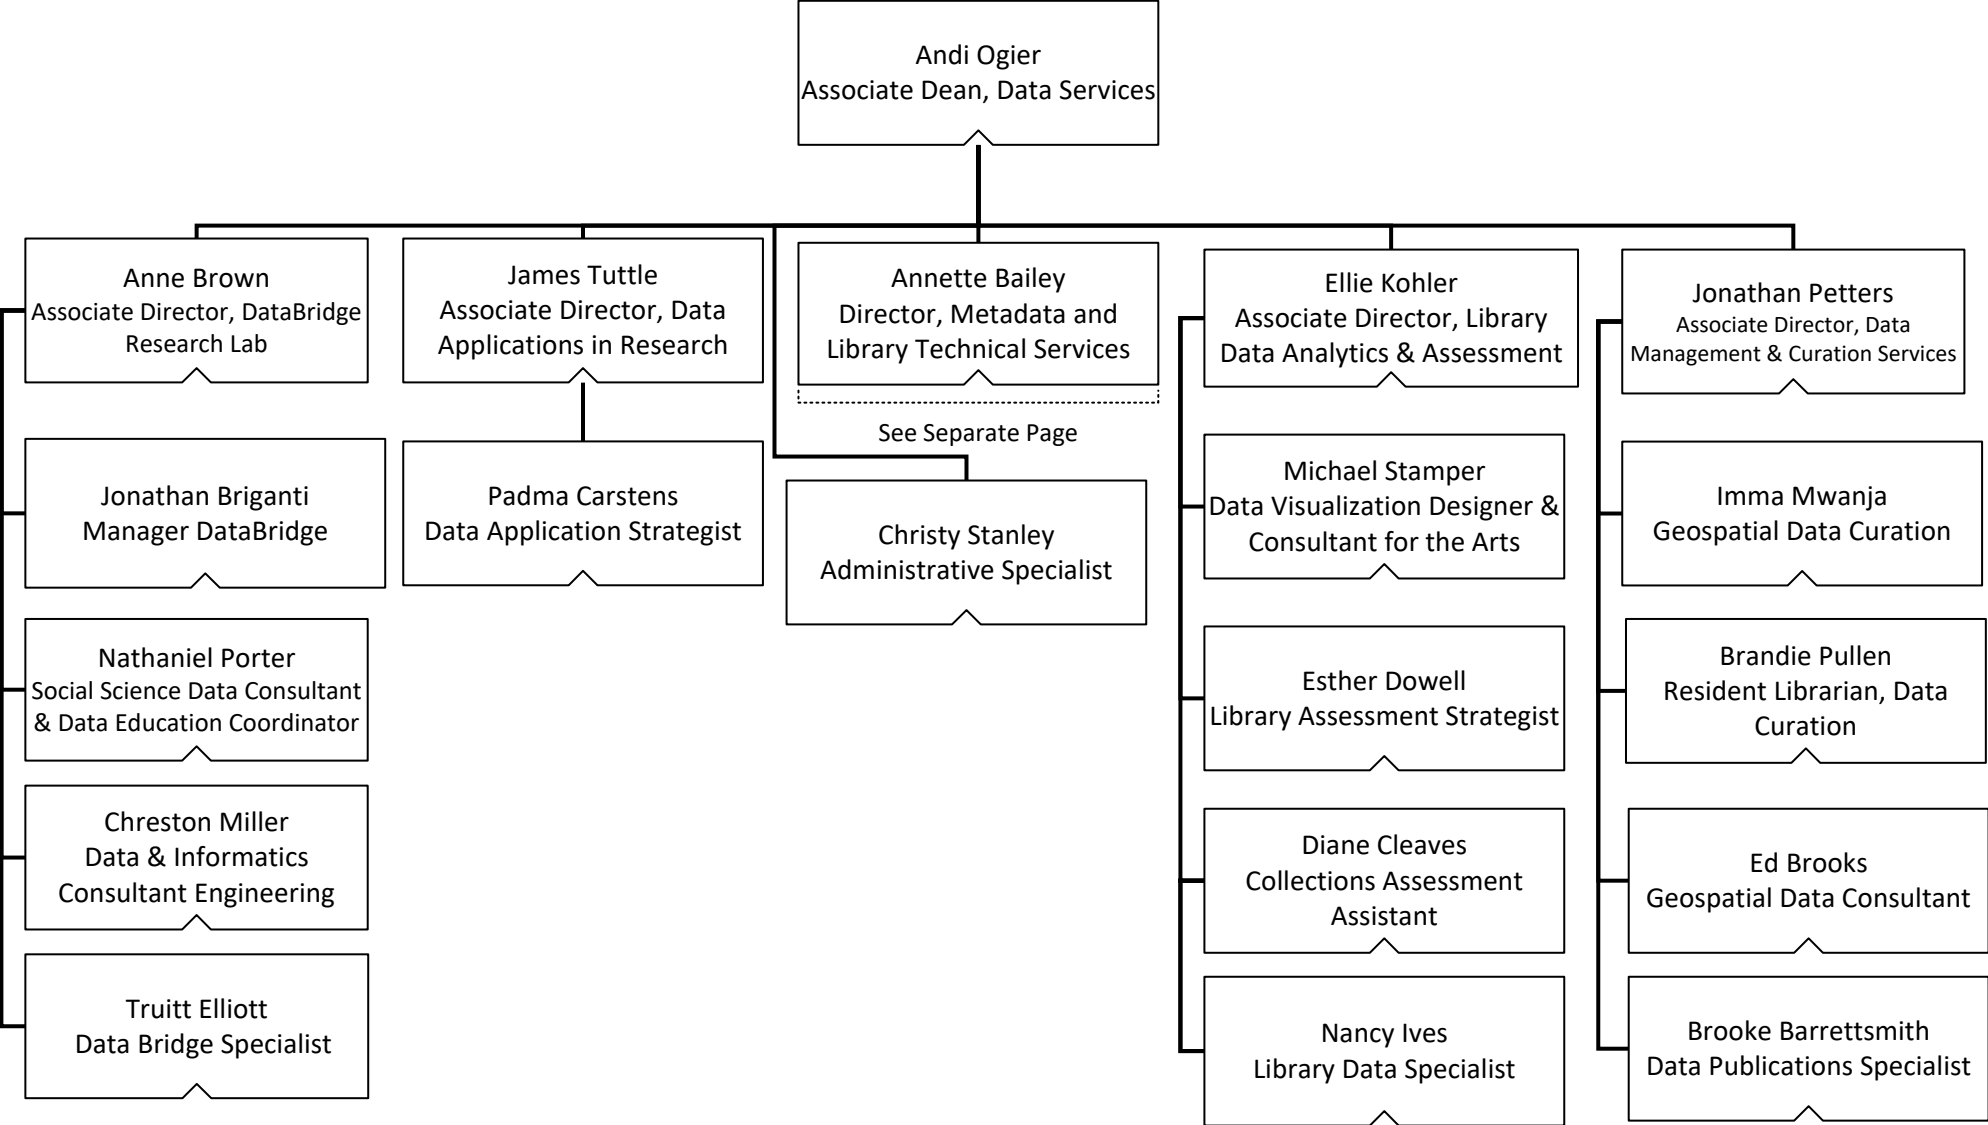 Andi Ogier
Associate Dean, Data Services
Anne Brown
Associate Director, DataBridge
Research Lab
James Tuttle
Associate Director, Data
Applications in Research
Annette Bailey
Director, Metadata and
Library Technical Services
See Separate Page
Ellie Kohler
Associate Director, Library
Data Analytics & Assessment
Jonathan Petters
Associate Director, Data
Management & Curation Services
Jonathan Briganti
Manager DataBridge
Padma Carstens
Data Application Strategist
Christy Stanley
Administrative Specialist
Michael Stamper
Data Visualization Designer &
Consultant for the Arts
Imma Mwanja
Geospatial Data Curation
Nathaniel Porter
Social Science Data Consultant
& Data Education Coordinator
Esther Dowell
Library Assessment Strategist
Brandie Pullen
Resident Librarian, Data
Curation
Chreston Miller
Data & Informatics
Consultant Engineering
Diane Cleaves
Collections Assessment
Assistant
Ed Brooks
Geospatial Data Consultant
Truitt Elliott
Data Bridge Specialist
Nancy Ives
Library Data Specialist
Brooke Barrettsmith
Data Publications Specialist